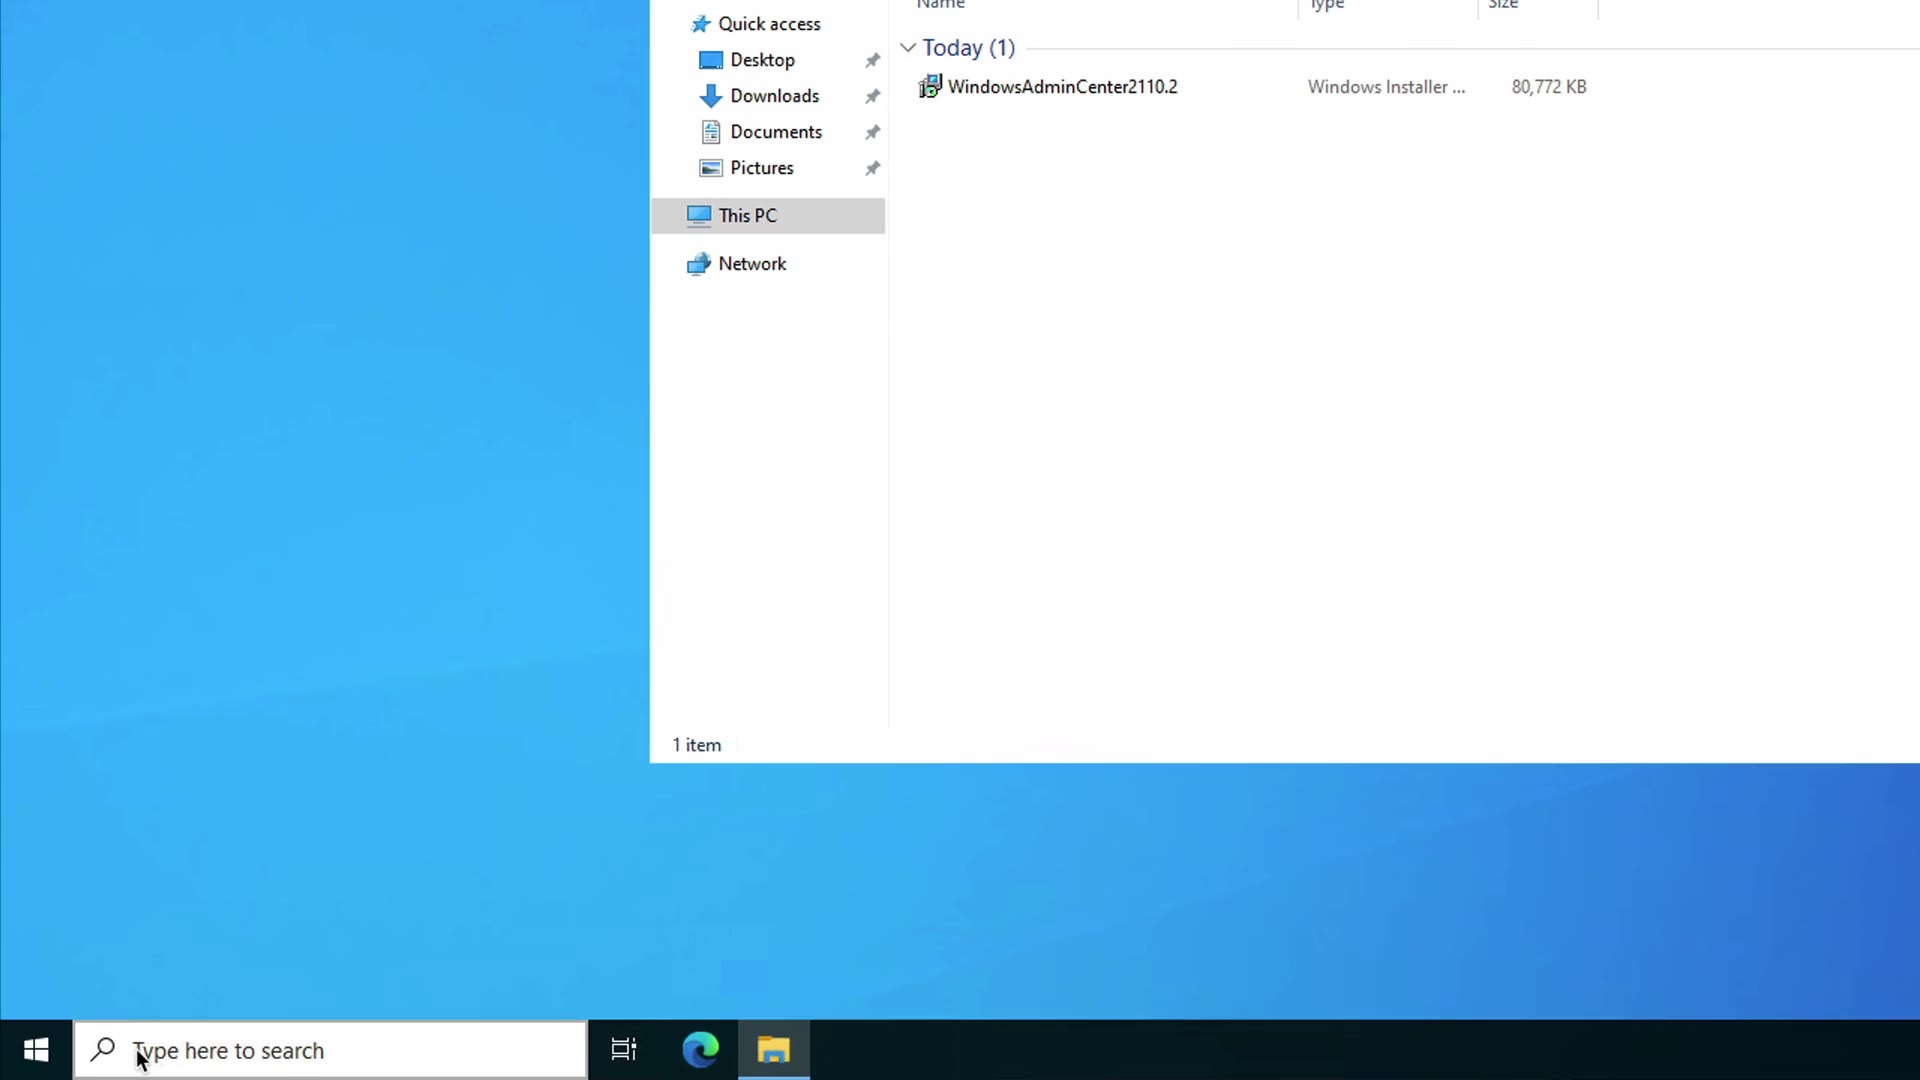 Name Type Size
Quick access
Today (1)
Desktop
WindowsAdminCenter2110.2 Windows Installer ... 80,772 KB
Downloads
Documents
Pictures
This PC
Network
1 item
Type here to search